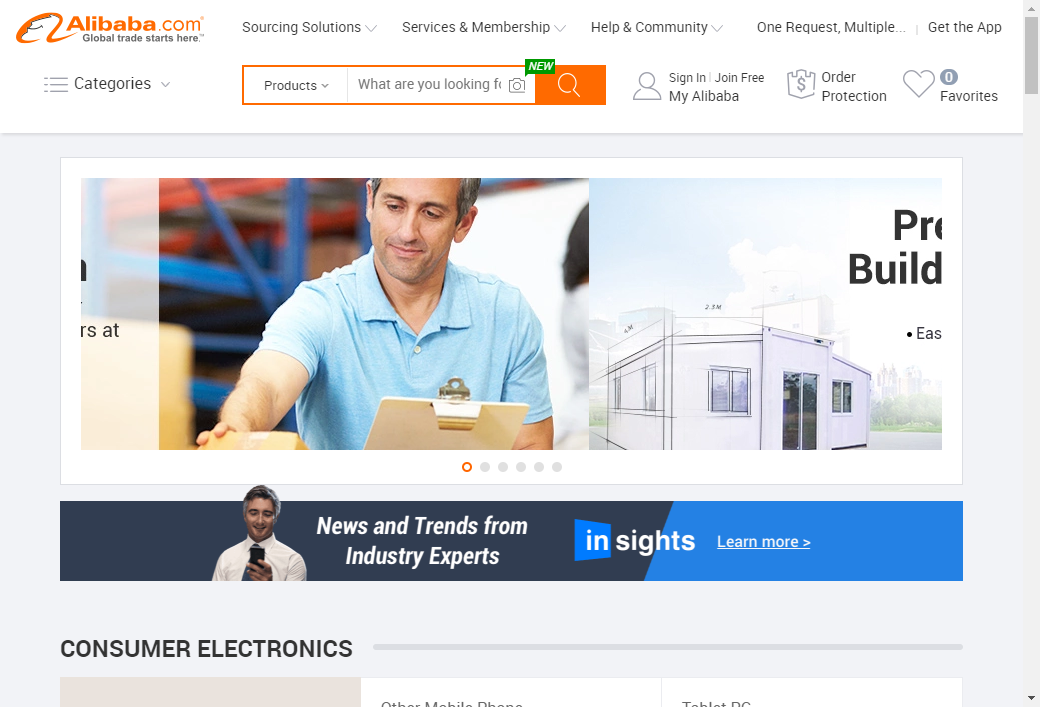 Alibaba.com
Global trade starts here.™
Sourcing Solutions
Services & Membership
Help & Community
One Request, Multiple...
Get the App
Categories
Products
What are you looking fo
NEW
Sign In
Join Free
My Alibaba
Order
Protection
0
Favorites
rs at
2.3 M
Pre
Build
• Eas
News and Trends from
Industry Experts
in sights
Learn more >
CONSUMER ELECTRONICS
Other Mobile Phone
Tablet PC